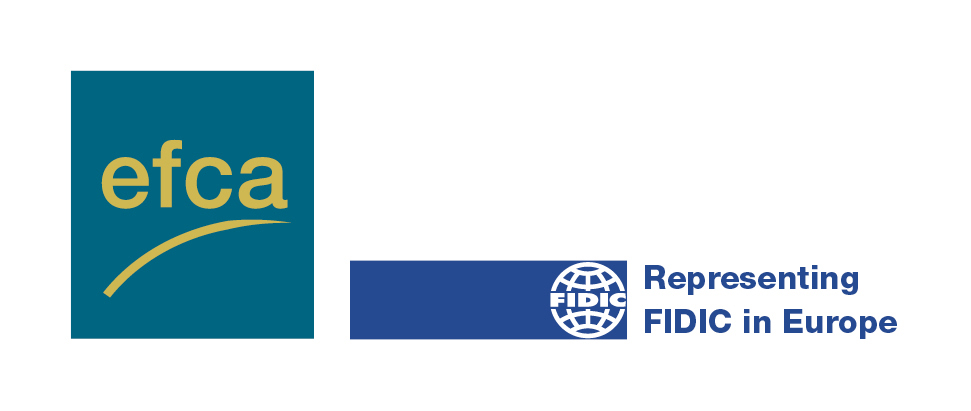 efca
FIDIC
Representing
FIDIC in Europe